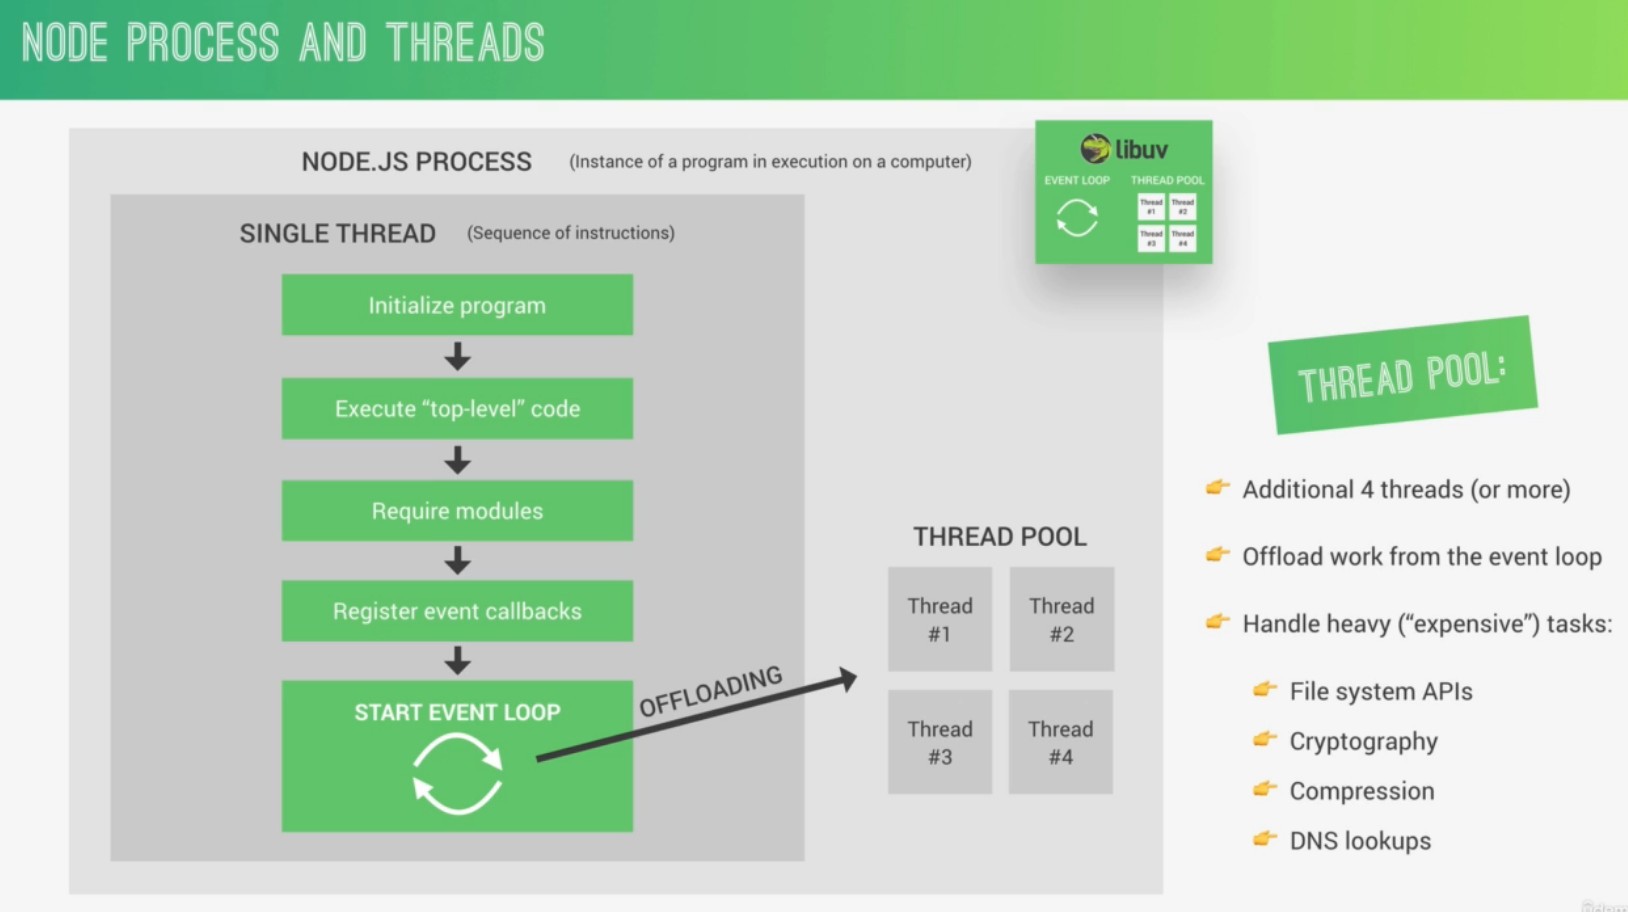 NODE PROCESS AND THREADS
NODE.JS PROCESS (Instance of a program in execution on a computer)
SINGLE THREAD (Sequence of instructions)
Initialize program
Execute “top-level” code
Require modules
Register event callbacks
START EVENT LOOP
OFFLOADING
THREAD POOL
Thread
#1
Thread
#2
Thread
#3
Thread
#4
libuv
EVENT LOOP
THREAD POOL
Thread
#1
Thread
#2
Thread
#3
Thread
#4
THREAD POOL:
Additional 4 threads (or more)
Offload work from the event loop
Handle heavy (“expensive”) tasks:
File system APIs
Cryptography
Compression
DNS lookups